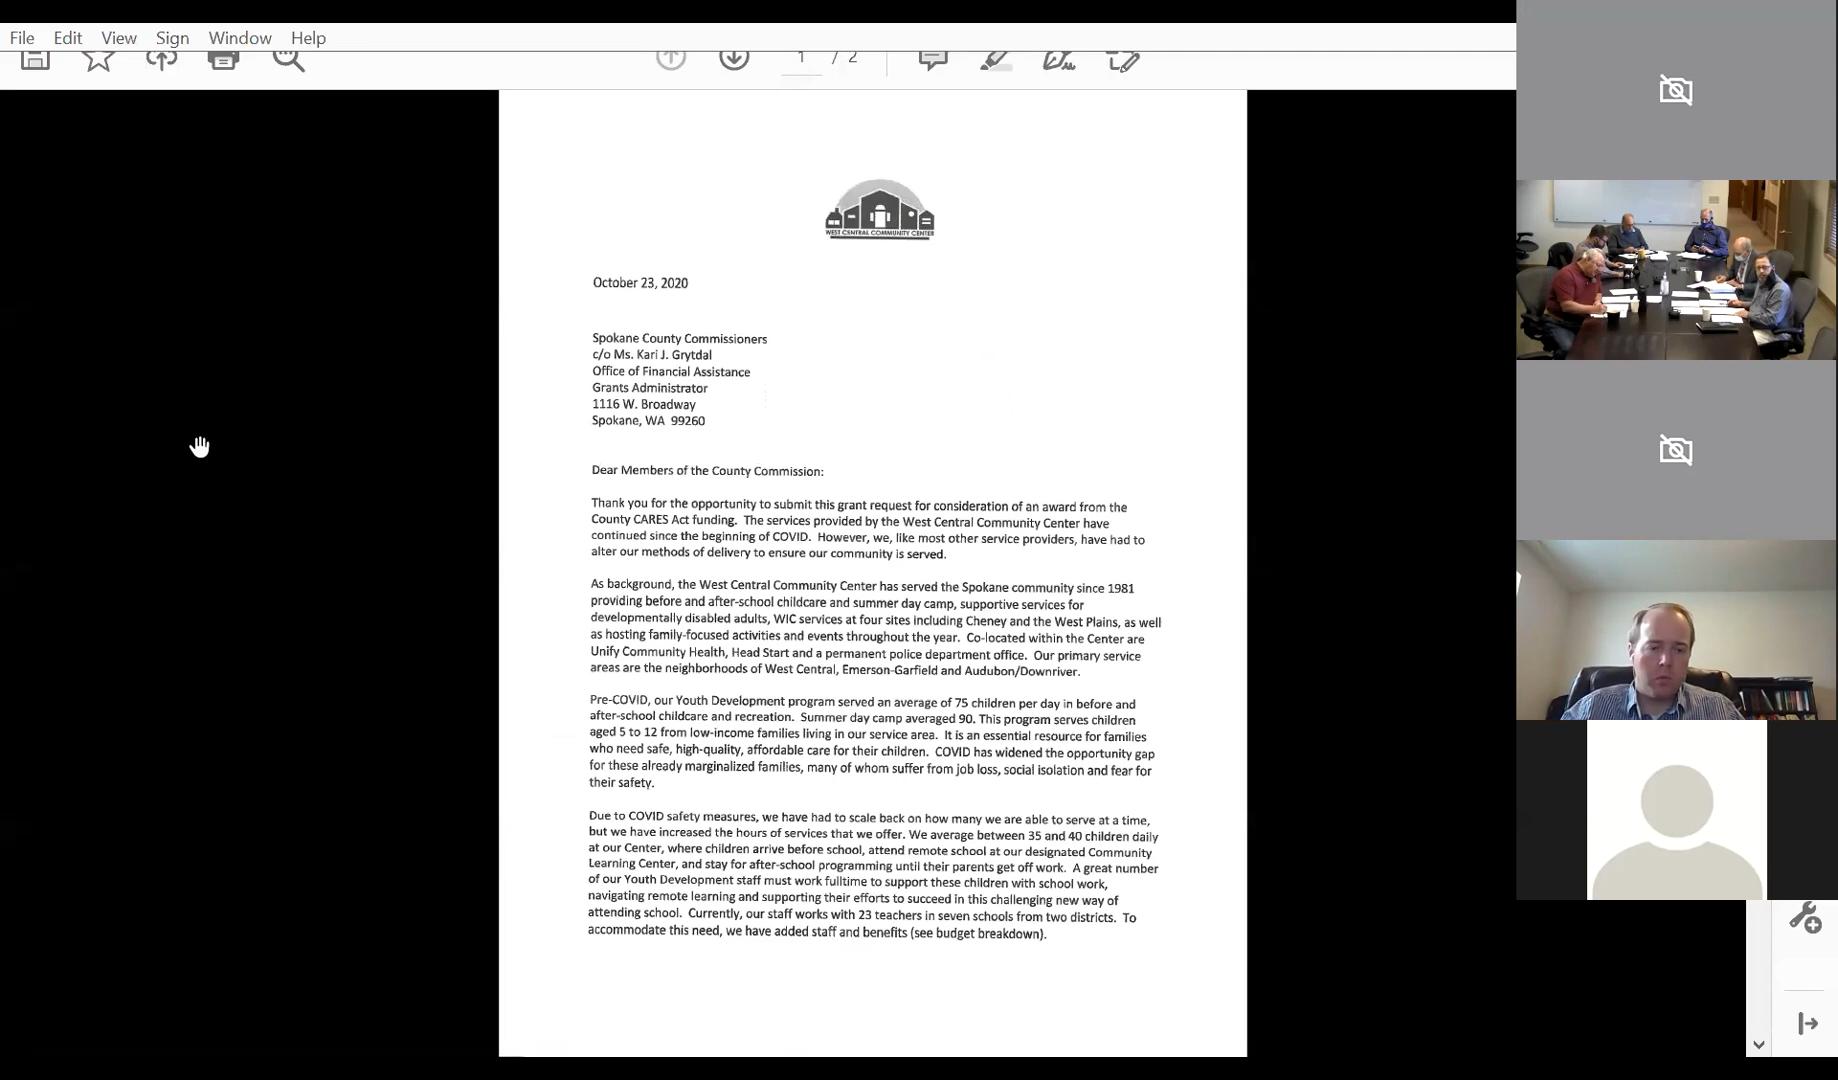 File Edit View Sign Window Help
1 / 2
WEST CENTRAL COMMUNITY CENTER
October 23, 2020
Spokane County Commissioners
c/o Ms. Kari J. Grytdal
Office of Financial Assistance
Grants Administrator
1116 W. Broadway
Spokane, WA 99260
Dear Members of the County Commission:
Thank you for the opportunity to submit this grant request for consideration of an award from the
County CARES Act funding. The services provided by the West Central Community Center have
continued since the beginning of COVID. However, we, like most other service providers, have had to
alter our methods of delivery to ensure our community is served.
As background, the West Central Community Center has served the Spokane community since 1981
providing before and after-school childcare and summer day camp, supportive services for
developmentally disabled adults, WIC services at four sites including Cheney and the West Plains, as well
as hosting family-focused activities and events throughout the year. Co-located within the Center are
Unify Community Health, Head Start and a permanent police department office. Our primary service
areas are the neighborhoods of West Central, Emerson-Garfield and Audubon/Downriver.
Pre-COVID, our Youth Development program served an average of 75 children per day in before and
after-school childcare and recreation. Summer day camp averaged 90. This program serves children
aged 5 to 12 from low-income families living in our service area. It is an essential resource for families
who need safe, high-quality, affordable care for their children. COVID has widened the opportunity gap
for these already marginalized families, many of whom suffer from job loss, social isolation and fear for
their safety.
Due to COVID safety measures, we have had to scale back on how many we are able to serve at a time,
but we have increased the hours of services that we offer. We average between 35 and 40 children daily
at our Center, where children arrive before school, attend remote school at our designated Community
Learning Center, and stay for after-school programming until their parents get off work. A great number
of our Youth Development staff must work fulltime to support these children with school work,
navigating remote learning and supporting their efforts to succeed in this challenging new way of
attending school. Currently, our staff works with 23 teachers in seven schools from two districts. To
accommodate this need, we have added staff and benefits (see budget breakdown).